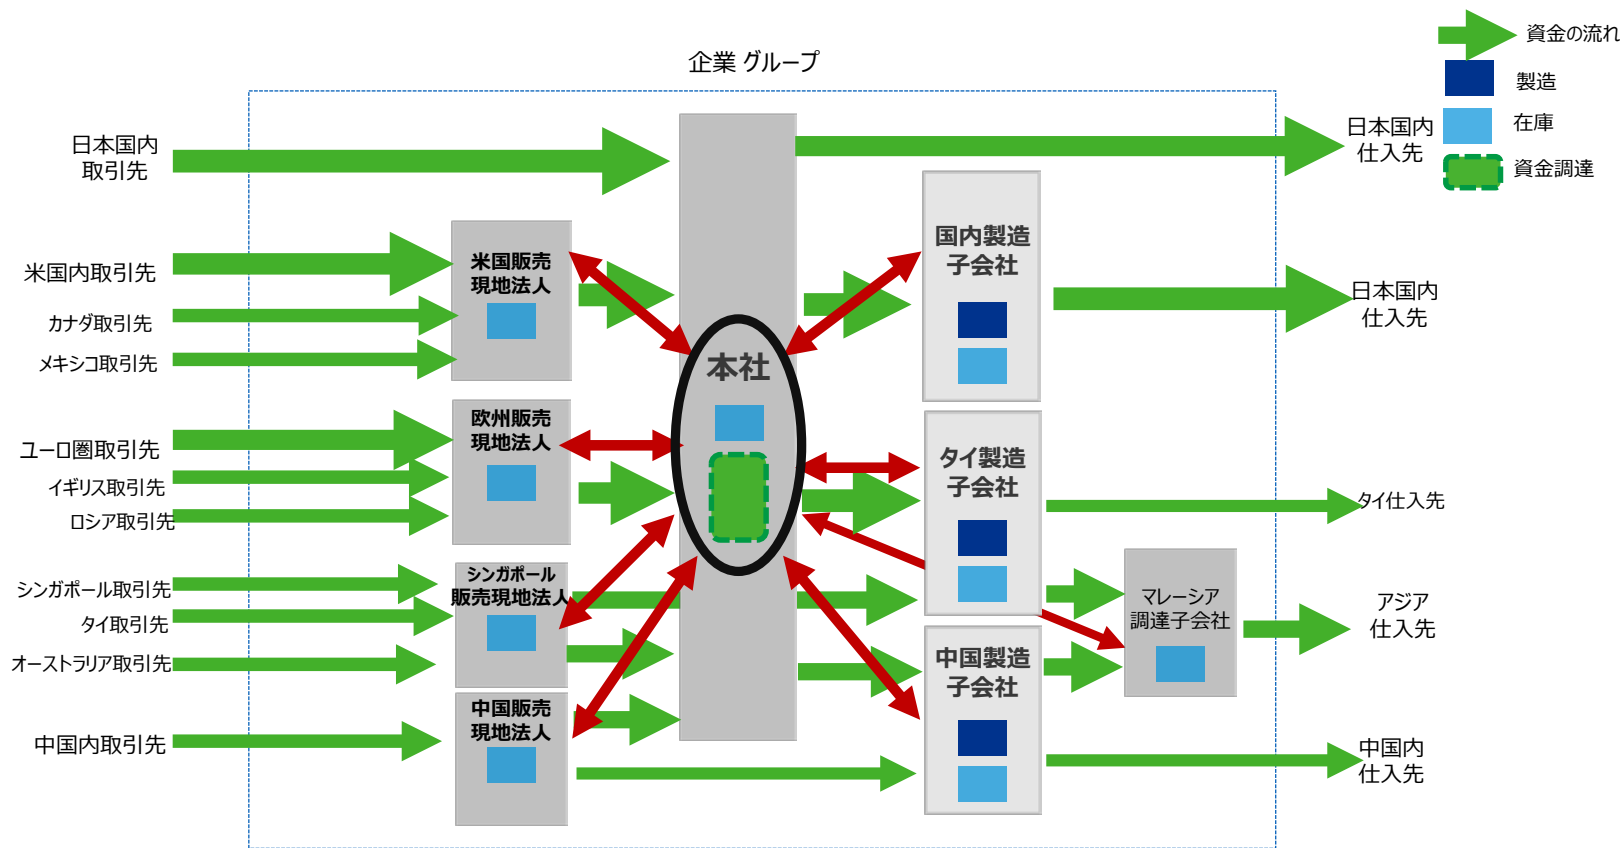 企業 グループ
資金の流れ
製造
在庫
資金調達
日本国内
取引先
米国内取引先
カナダ取引先
メキシコ取引先
ユーロ圏取引先
イギリス取引先
ロシア取引先
シンガポール取引先
タイ取引先
オーストラリア取引先
中国内取引先
米国販売
現地法人
欧州販売
現地法人
シンガポール
販売現地法人
中国販売
現地法人
本社
国内製造
子会社
タイ製造
子会社
中国製造
子会社
マレーシア
調達子会社
日本国内
仕入先
日本国内
仕入先
タイ仕入先
アジア
仕入先
中国内
仕入先